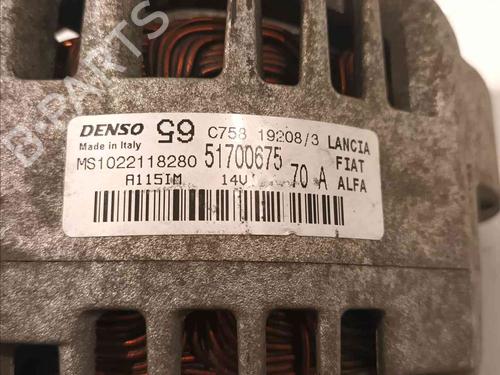 B-PARTS
DENSO 65 C758 19208/3 LANCIA
Made in Italy
MS1022118280 51700675 FIAT
A115IM 14V 70 A ALFA